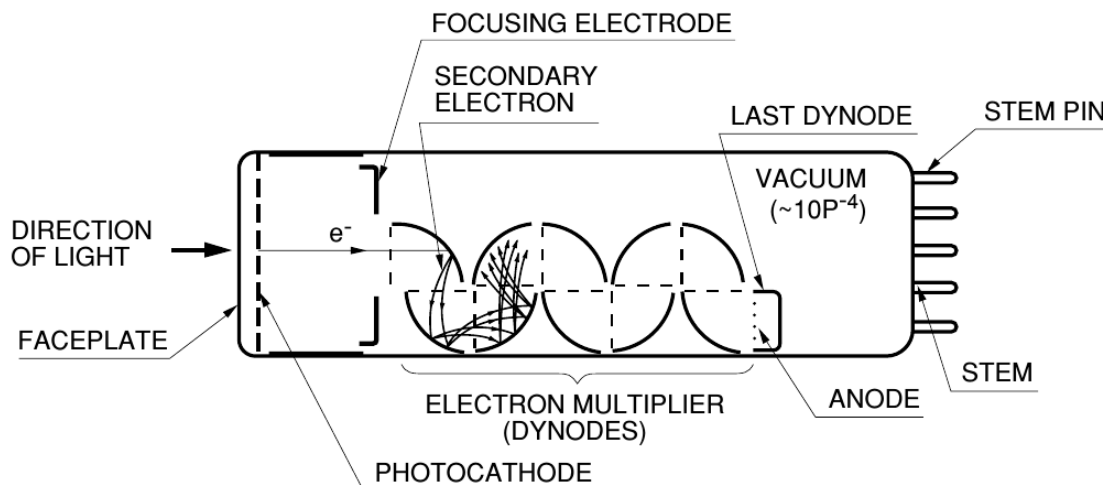 FOCUSING ELECTRODE
SECONDARY
ELECTRON
LAST DYNODE
STEM PIN
VACUUM
(~10P⁻⁴)
DIRECTION
OF LIGHT
e⁻
FACEPLATE
STEM
ANODE
ELECTRON MULTIPLIER
(DYNODES)
PHOTOCATHODE